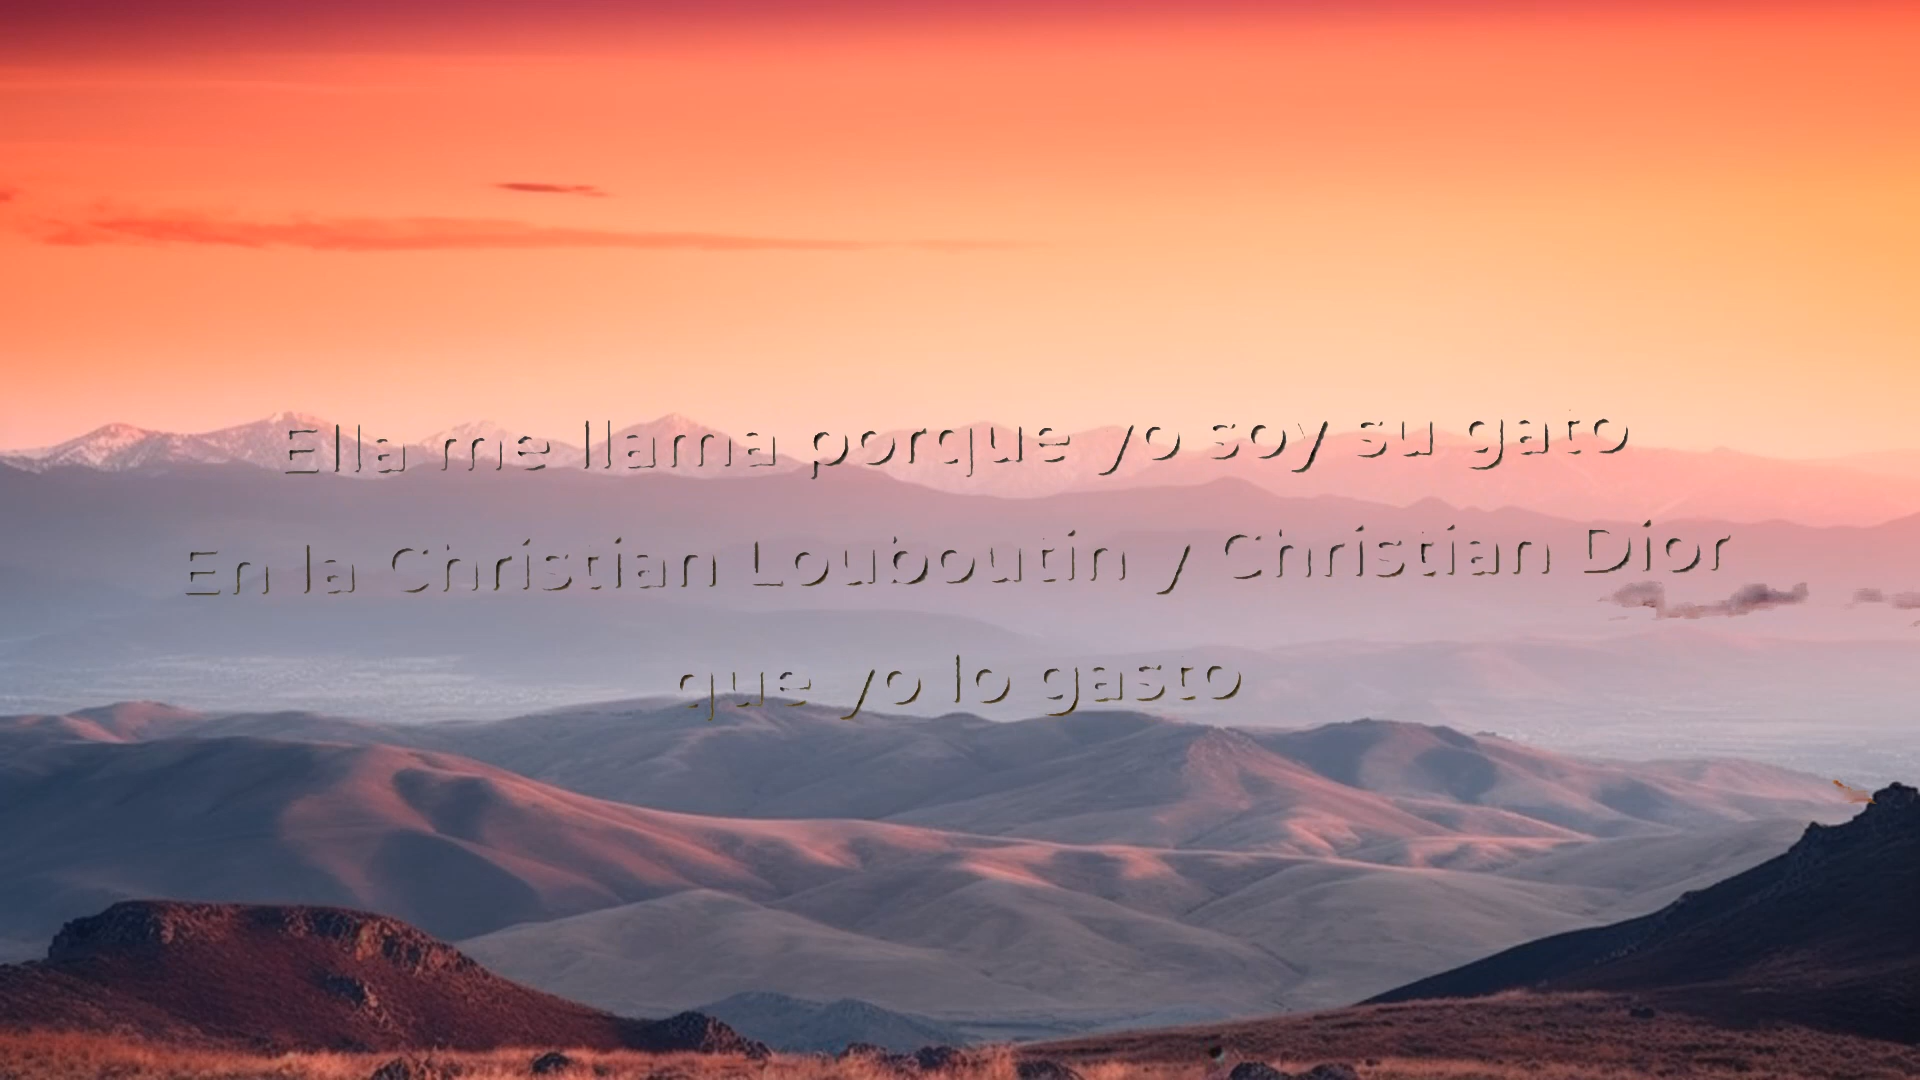 Ella me llama porque yo soy su gato
En la Christian Louboutin y Christian Dior
que yo lo gasto